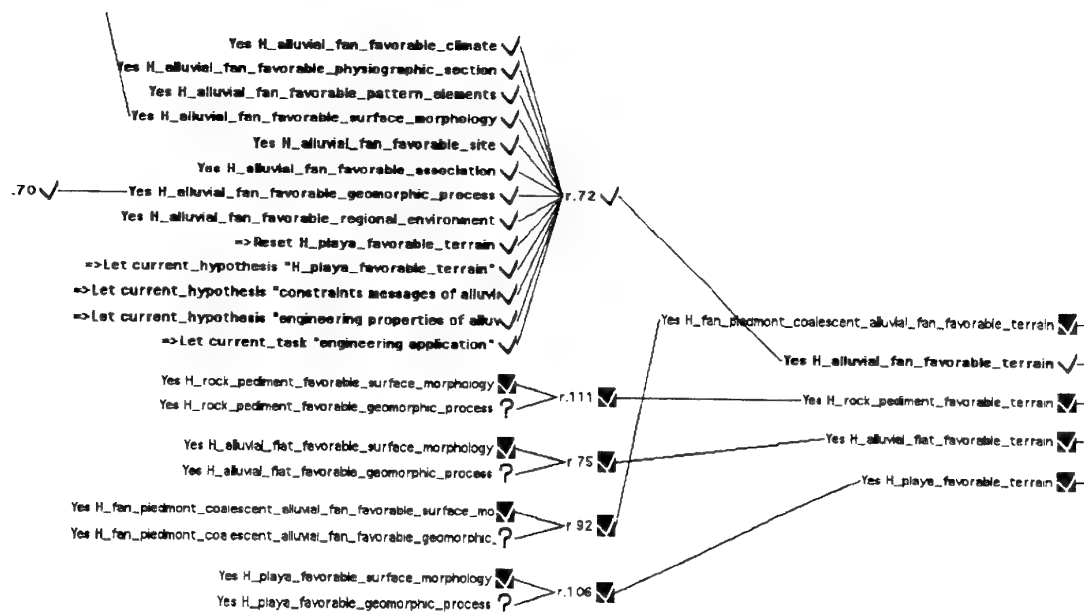 Yes H_alluvial_fan_favorable_climate
Yes H_alluvial_fan_favorable_physiographic_section
Yes H_alluvial_fan_favorable_pattern_elements
Yes H_alluvial_fan_favorable_surface_morphology
Yes H_alluvial_fan_favorable_site
Yes H_alluvial_fan_favorable_association
.70
Yes H_alluvial_fan_favorable_geomorphic_process
r.72
Yes H_alluvial_fan_favorable_regional_environment
=>Reset H_playa_favorable_terrain
=>Let current_hypothesis "H_playa_favorable_terrain"
=>Let current_hypothesis "constraints messages of alluvi
=>Let current_hypothesis "engineering properties of alluv
=>Let current_task "engineering application"
Yes H_fan_piedmont_coalescent_alluvial_fan_favorable_terrain
Yes H_alluvial_fan_favorable_terrain
Yes H_rock_pediment_favorable_surface_morphology
Yes H_rock_pediment_favorable_geomorphic_process
r.111
Yes H_rock_pediment_favorable_terrain
Yes H_alluvial_flat_favorable_surface_morphology
Yes H_alluvial_flat_favorable_geomorphic_process
r.75
Yes H_alluvial_flat_favorable_terrain
Yes H_playa_favorable_terrain
Yes H_fan_piedmont_coalescent_alluvial_fan_favorable_surface_mo
Yes H_fan_piedmont_coalescent_alluvial_fan_favorable_geomorphic_
r.92
Yes H_playa_favorable_surface_morphology
Yes H_playa_favorable_geomorphic_process
r.106